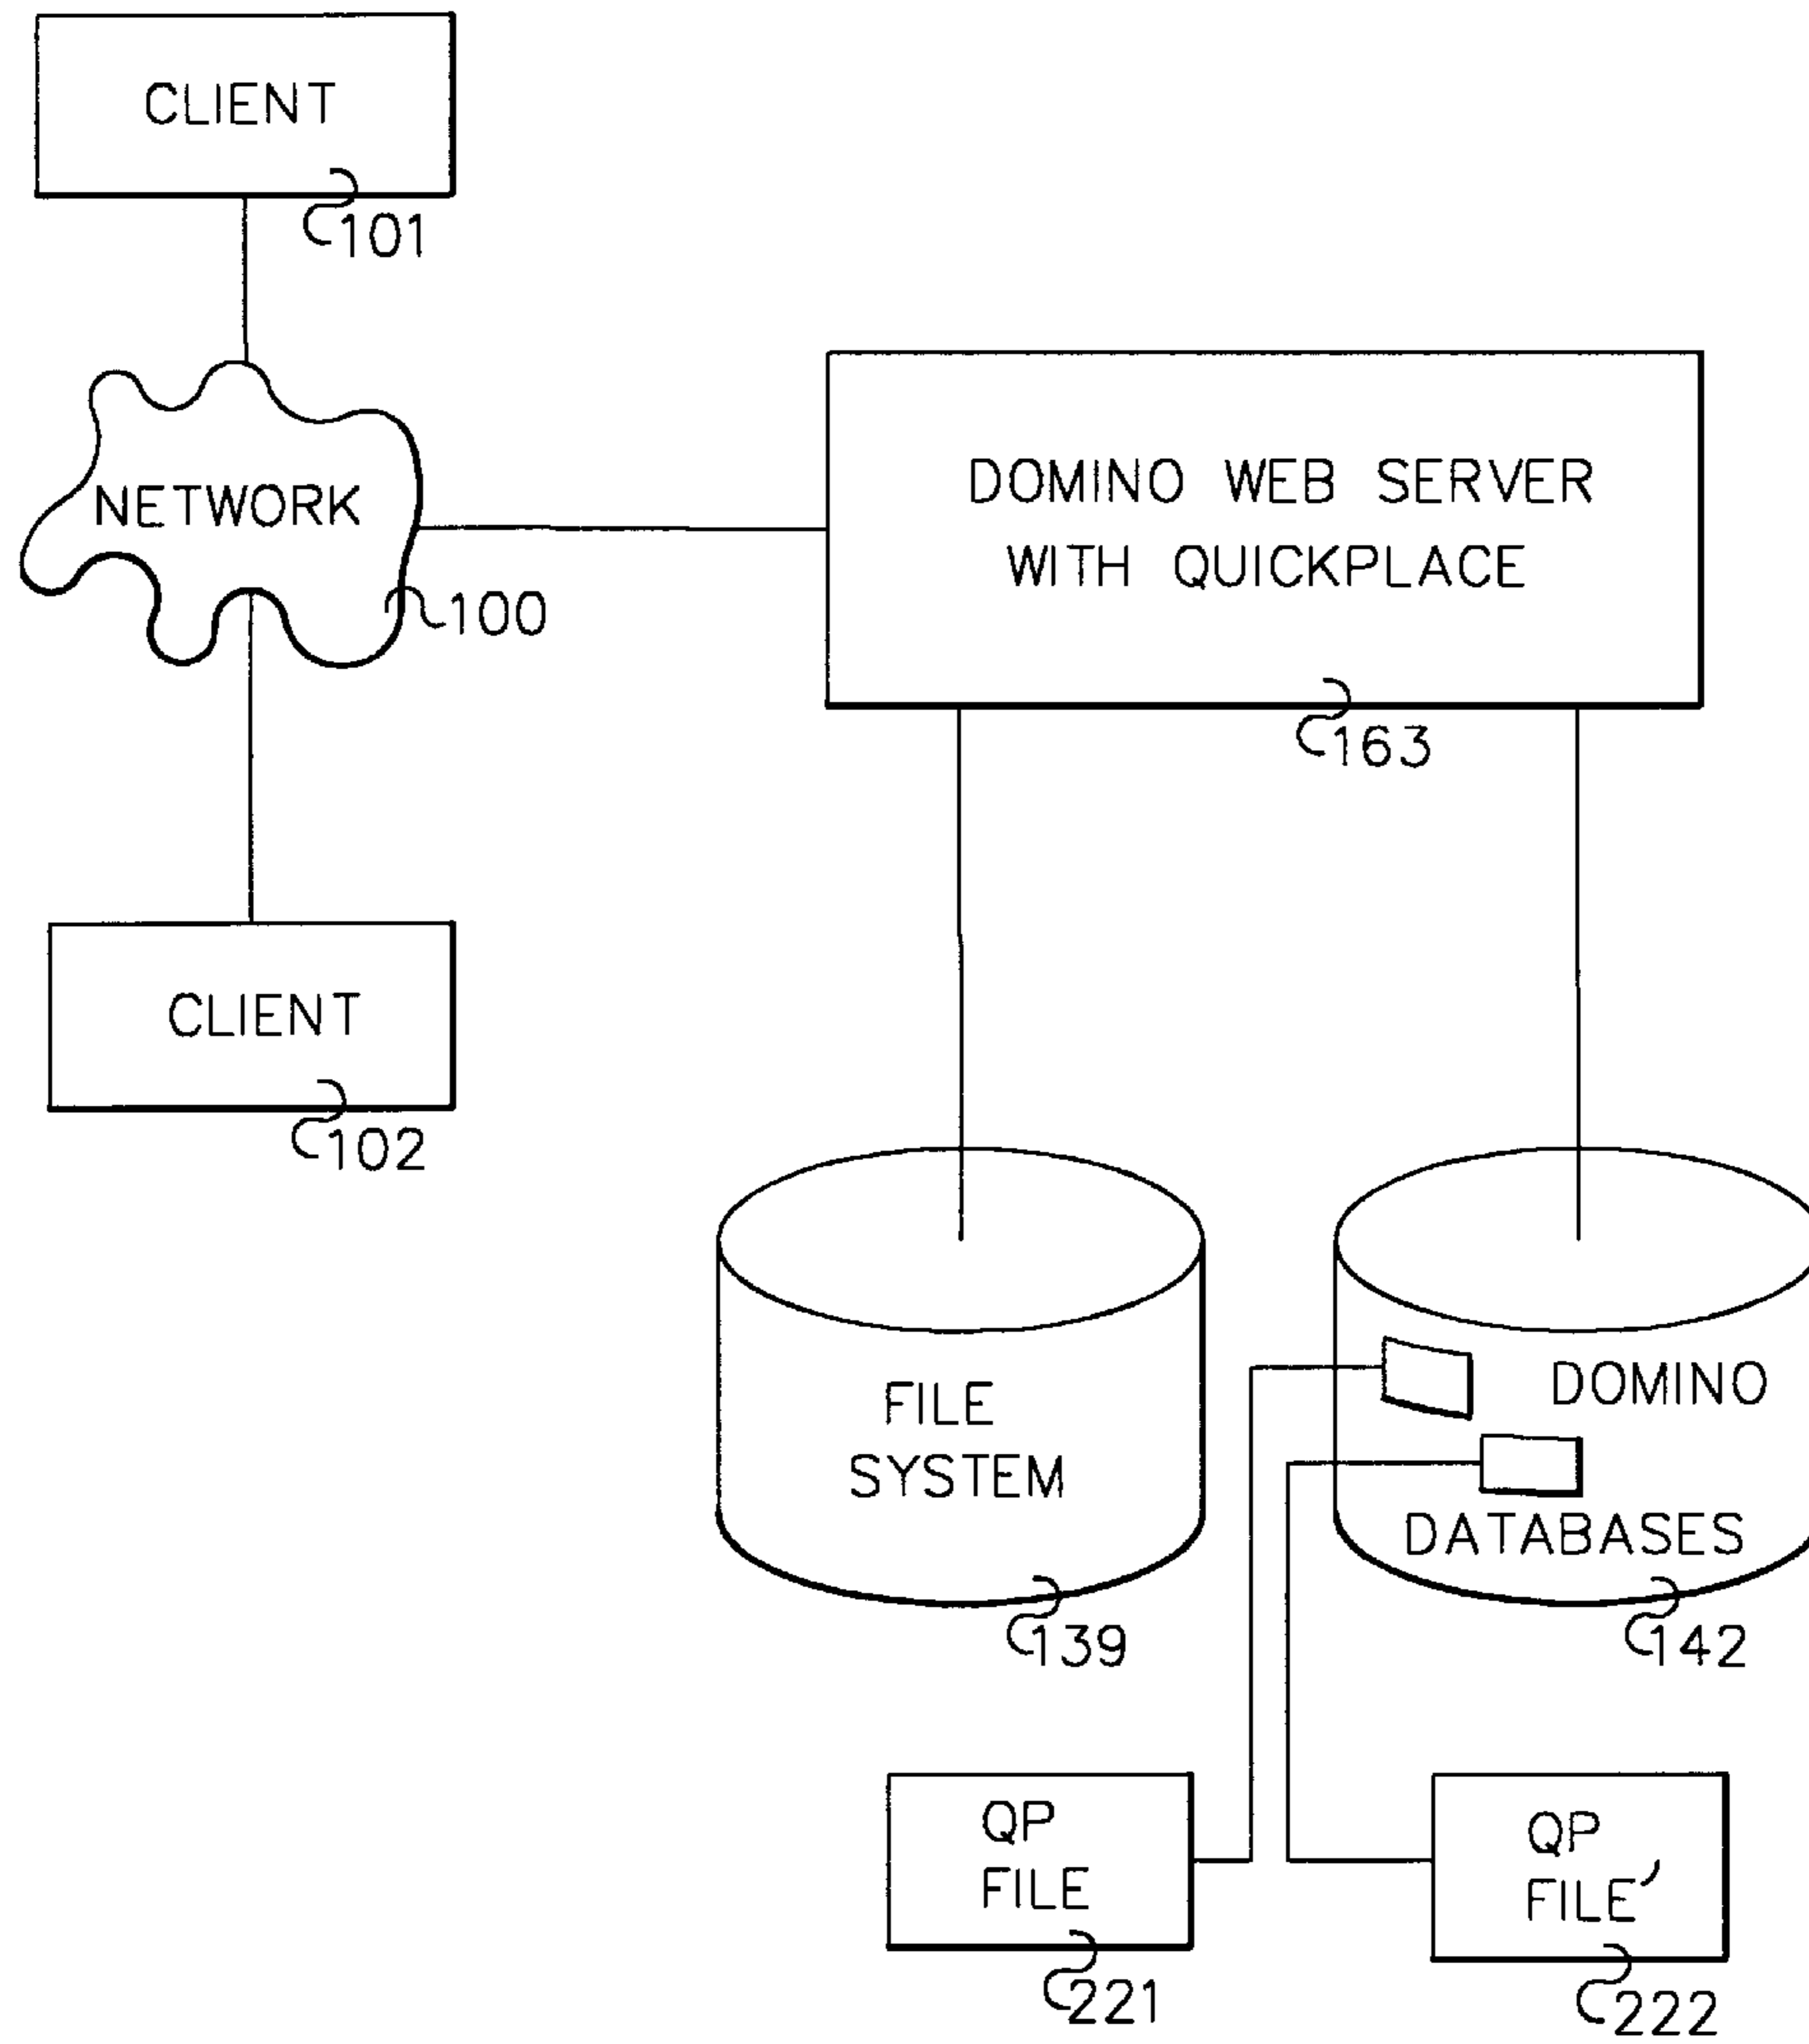 CLIENT
101
NETWORK
100
DOMINO WEB SERVER
WITH QUICKPLACE
163
CLIENT
102
FILE
SYSTEM
139
DOMINO
DATABASES
142
QP
FILE
221
QP
FILE'
222